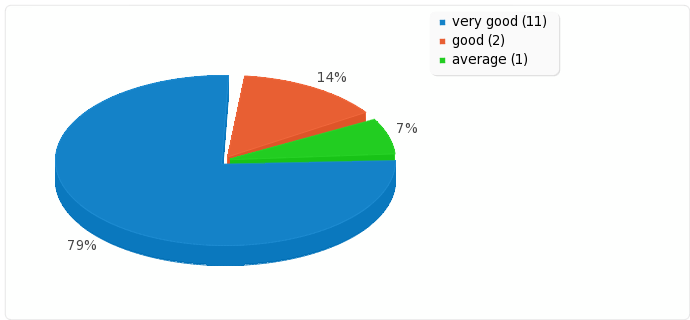 very good (11)
good (2)
average (1)
14%
7%
79%